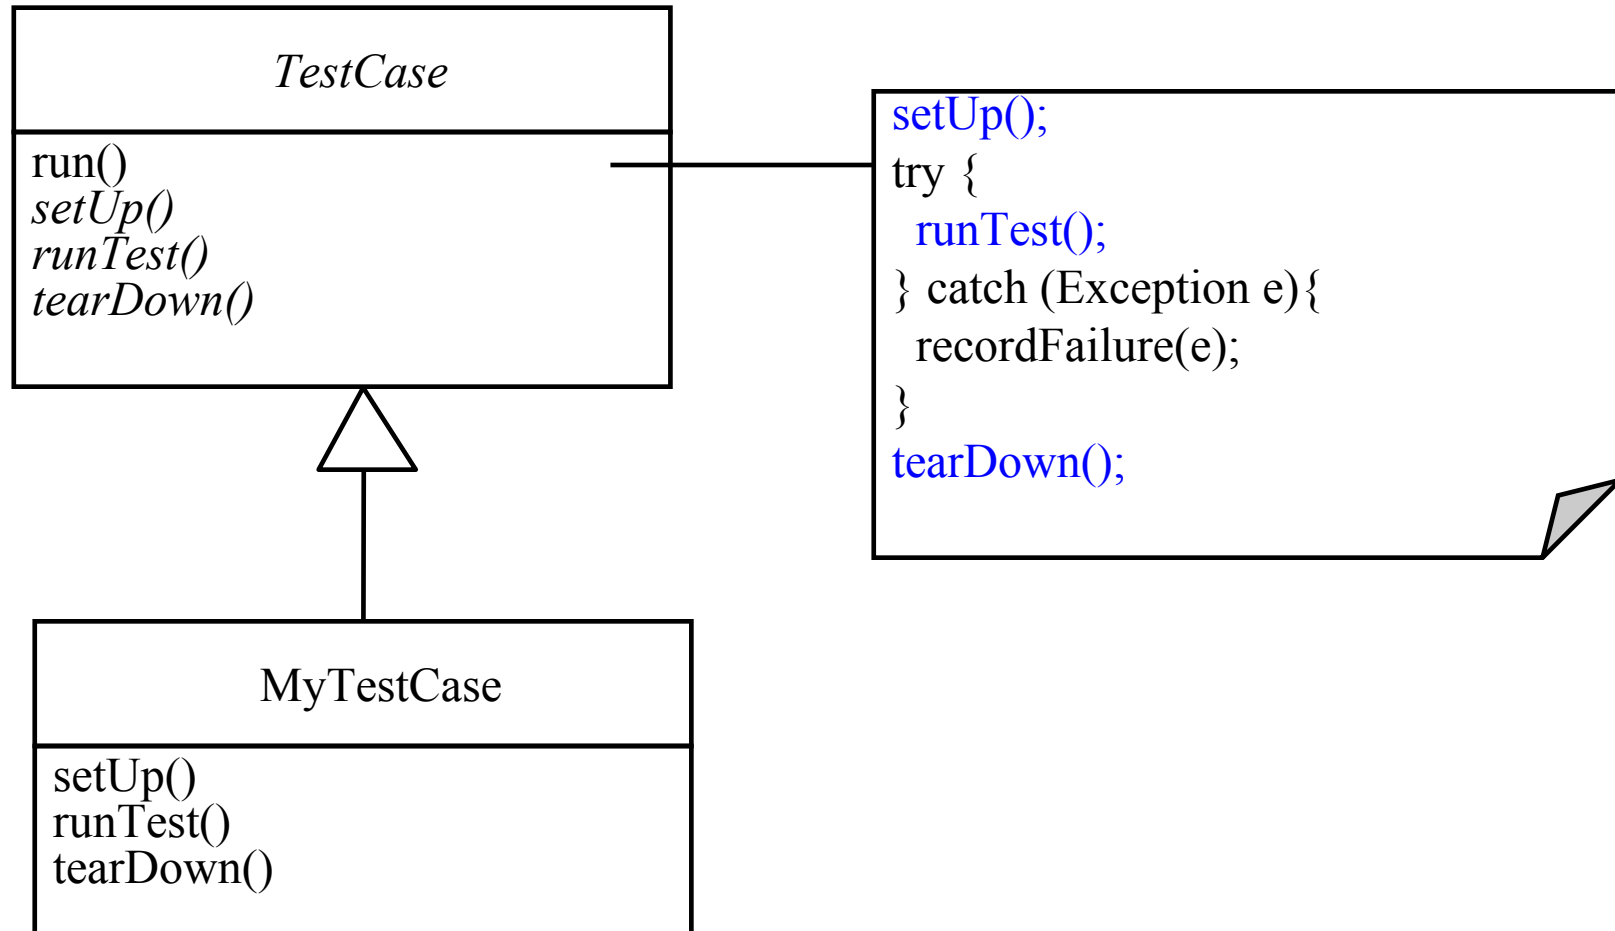 TestCase
run()
setUp()
runTest()
tearDown()
setUp();
try {
runTest();
} catch (Exception e){
recordFailure(e);
}
tearDown();
MyTestCase
setUp()
runTest()
tearDown()